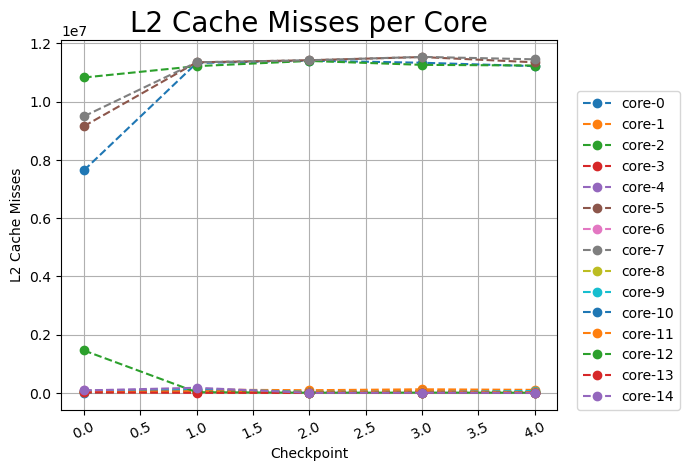 L2 Cache Misses per Core
1e7
1.2
1.0
0.8
0.6
0.4
0.2
0.0
L2 Cache Misses
0.0 0.5 1.0 1.5 2.0 2.5 3.0 3.5 4.0
Checkpoint
core-0
core-1
core-2
core-3
core-4
core-5
core-6
core-7
core-8
core-9
core-10
core-11
core-12
core-13
core-14